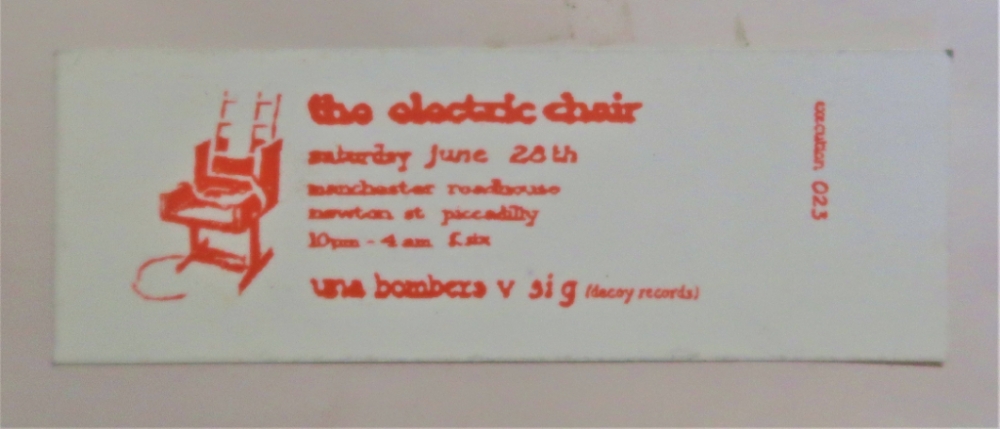 the electric chair
saturday june 28th
manchester roadhouse
newton st piccadilly
10pm - 4am £six
una bombers v sig (decoy records)
execution 023